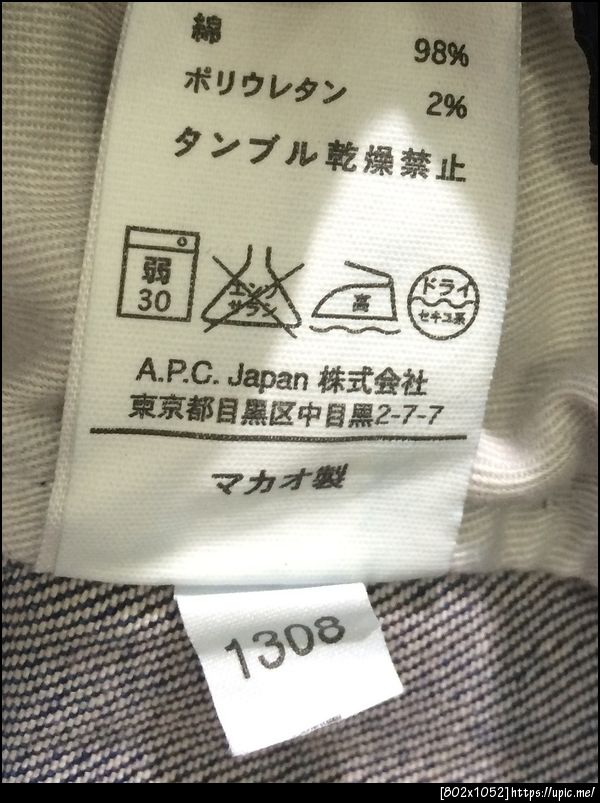 綿 98%
ポリウレタン 2%
タンブル乾燥禁止
弱
30
エンソ
サラシ
高
ドライ
セキユ系
A.P.C. Japan 株式会社
東京都目黒区中目黒2-7-7
マカオ製
1308
[802x1052]https://upic.me/